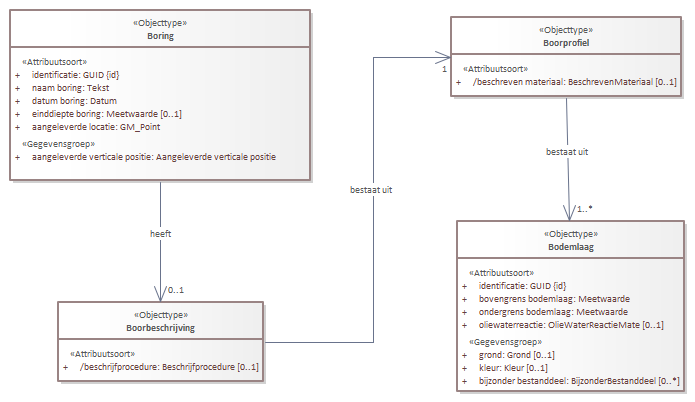 «Objecttype»
Boring
«Attribuutsoort»
+ identificatie: GUID {id}
+ naam boring: Tekst
+ datum boring: Datum
+ einddiepte boring: Meetwaarde [0..1]
+ aangeleverde locatie: GM_Point
«Gegevensgroep»
+ aangeleverde verticale positie: Aangeleverde verticale positie
heeft
0..1
«Objecttype»
Boorbeschrijving
«Attribuutsoort»
+ /beschrijfprocedure: Beschrijfprocedure [0..1]
bestaat uit
1
«Objecttype»
Boorprofiel
«Attribuutsoort»
+ /beschreven materiaal: BeschrevenMateriaal [0..1]
bestaat uit
1..*
«Objecttype»
Bodemlaag
«Attribuutsoort»
+ identificatie: GUID {id}
+ bovengrens bodemlaag: Meetwaarde
+ ondergrens bodemlaag: Meetwaarde
+ oliewaterreactie: OlieWaterReactieMate [0..1]
«Gegevensgroep»
+ grond: Grond [0..1]
+ kleur: Kleur [0..1]
+ bijzonder bestanddeel: BijzonderBestanddeel [0..*]